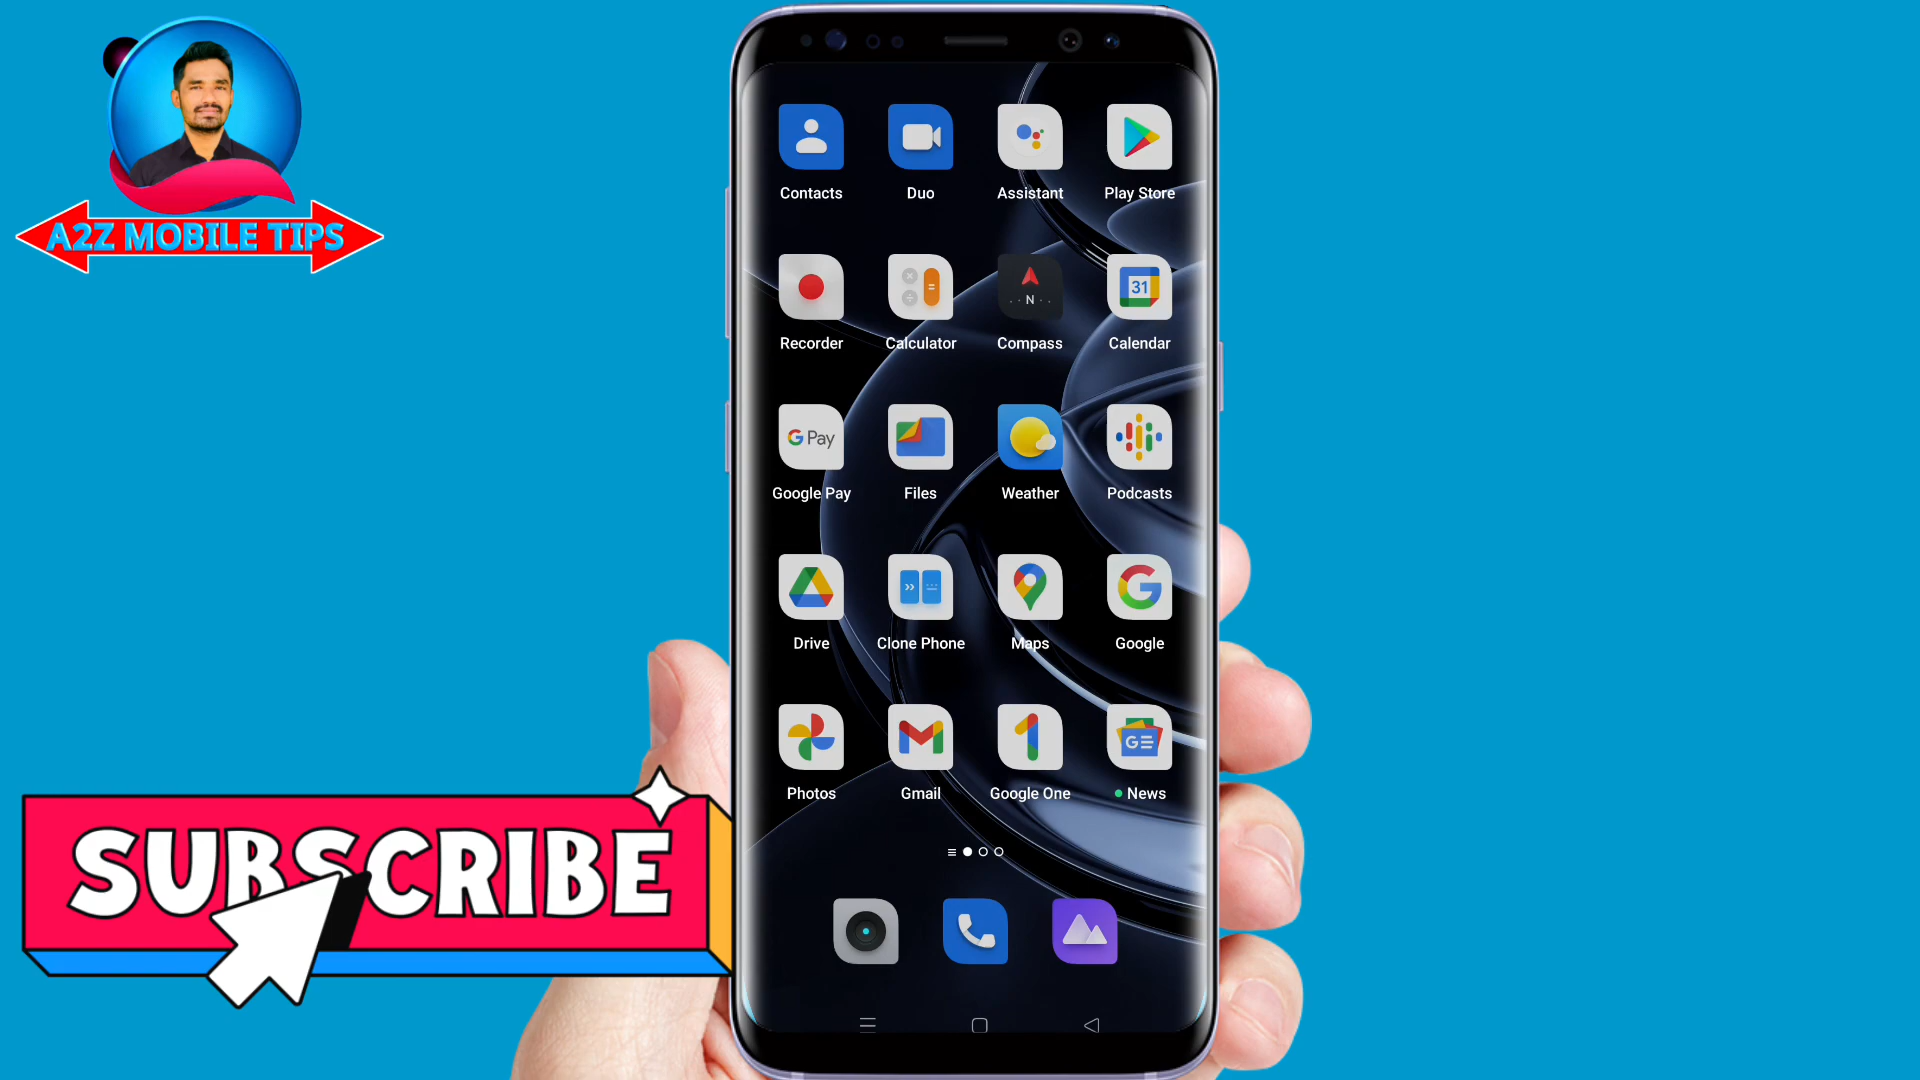 A2Z MOBILE TIPS
Contacts Duo Assistant Play Store
31
N
Recorder Calculator Compass Calendar
G Pay
Google Pay Files Weather Podcasts
Drive Clone Phone Maps Google
Photos Gmail Google One News
SUBSCRIBE